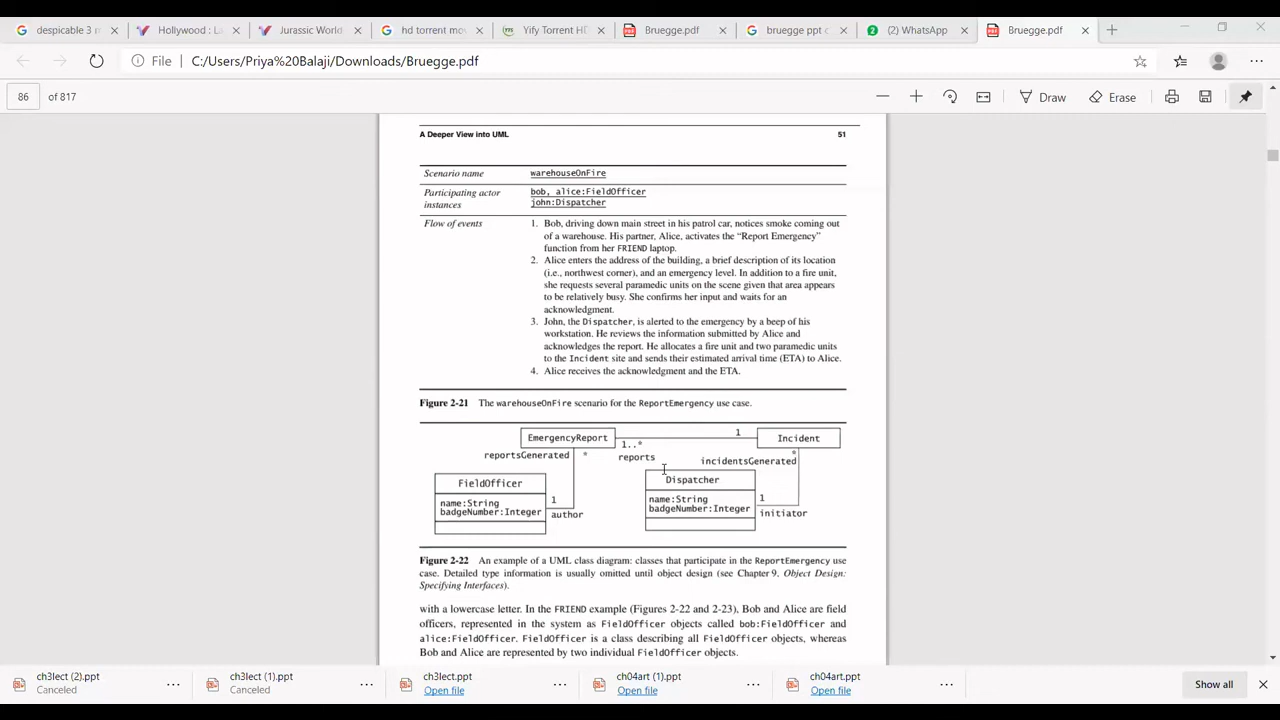 despicable 3 m
Hollywood : La
Jurassic World
hd torrent mov
Yify Torrent HD
Bruegge.pdf
bruegge ppt c
(2) WhatsApp
Bruegge.pdf
File C:/Users/Priya%20Balaji/Downloads/Bruegge.pdf
86 of 817
Draw
Erase
A Deeper View into UML 51
Scenario name warehouseOnFire
Participating actor instances bob, alice:FieldOfficer
john:Dispatcher
Flow of events 1. Bob, driving down main street in his patrol car, notices smoke coming out
of a warehouse. His partner, Alice, activates the “Report Emergency”
function from her FRIEND laptop.
2. Alice enters the address of the building, a brief description of its location
(i.e., northwest corner), and an emergency level. In addition to a fire unit,
she requests several paramedic units on the scene given that area appears
to be relatively busy. She confirms her input and waits for an
acknowledgment.
3. John, the Dispatcher, is alerted to the emergency by a beep of his
workstation. He reviews the information submitted by Alice and
acknowledges the report. He allocates a fire unit and two paramedic units
to the Incident site and sends their estimated arrival time (ETA) to Alice.
4. Alice receives the acknowledgment and the ETA.
Figure 2-21 The warehouseOnFire scenario for the ReportEmergency use case.
EmergencyReport
1..*
reports
1
Incident
reportsGenerated *
incidentsGenerated *
FieldOfficer
name:String
badgeNumber:Integer
1
author
Dispatcher
name:String
badgeNumber:Integer
1
initiator
Figure 2-22 An example of a UML class diagram: classes that participate in the ReportEmergency use
case. Detailed type information is usually omitted until object design (see Chapter 9, Object Design:
Specifying Interfaces).
with a lowercase letter. In the FRIEND example (Figures 2-22 and 2-23), Bob and Alice are field
officers, represented in the system as FieldOfficer objects called bob:FieldOfficer and
alice:FieldOfficer. FieldOfficer is a class describing all FieldOfficer objects, whereas
Bob and Alice are represented by two individual FieldOfficer objects.
ch3lect (2).ppt
Canceled
ch3lect (1).ppt
Canceled
ch3lect.ppt
Open file
ch04art (1).ppt
Open file
ch04art.ppt
Open file
Show all